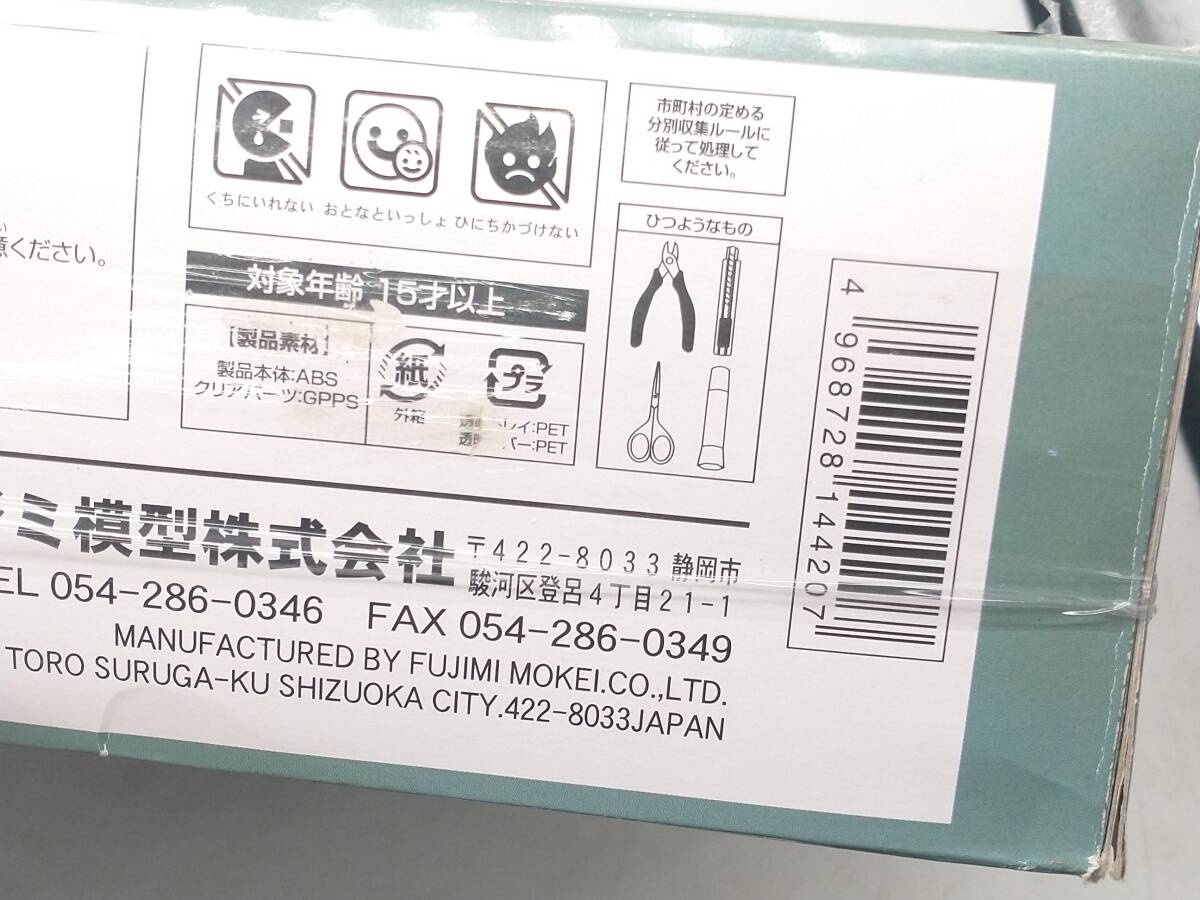 くちにいれない おとなといっしょ ひにちかづけない
市町村の定める
分別収集ルールに
従って処理して
ください。
ください。
対象年齢 15才以上
【製品素材】
製品本体:ABS
クリアパーツ:GPPS
紙
外箱
プラ
レイ:PET
バー:PET
ひつようなもの
4 968728 144207
ミ模型株式会社
〒422-8033 静岡市
駿河区登呂4丁目21-1
EL 054-286-0346 FAX 054-286-0349
MANUFACTURED BY FUJIMI MOKEI.CO.,LTD.
TORO SURUGA-KU SHIZUOKA CITY.422-8033JAPAN